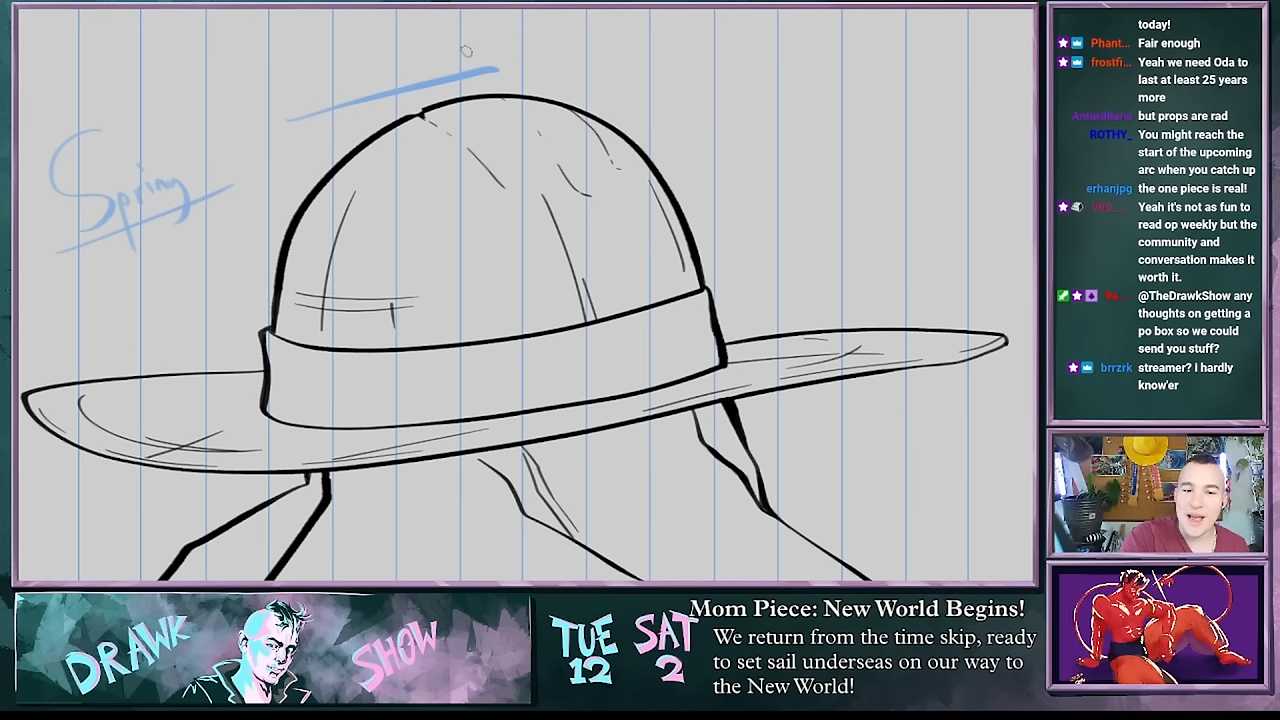 Spring
today!
Phant... Fair enough
frostfi... Yeah we need Oda to
last at least 25 years
more
but props are rad
ROTHY_ You might reach the
start of the upcoming
arc when you catch up
erhanjpg the one piece is real!
Yeah it's not as fun to
read op weekly but the
community and
conversation makes it
worth it.
@TheDrawkShow any
thoughts on getting a
po box so we could
send you stuff?
brrzrk streamer? I hardly
know'er
DRAWK SHOW
TUE SAT
12 2
Mom Piece: New World Begins!
We return from the time skip, ready
to set sail underseas on our way to
the New World!